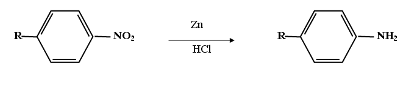 R NO₂ Zn HCl R NH₂